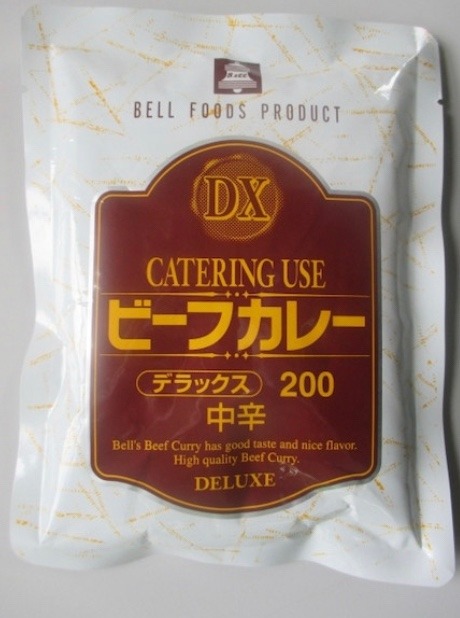 BELL
BELL FOODS PRODUCT
DX
CATERING USE
ビーフカレー
デラックス 200
中辛
Bell's Beef Curry has good taste and nice flavor.
High quality Beef Curry.
DELUXE